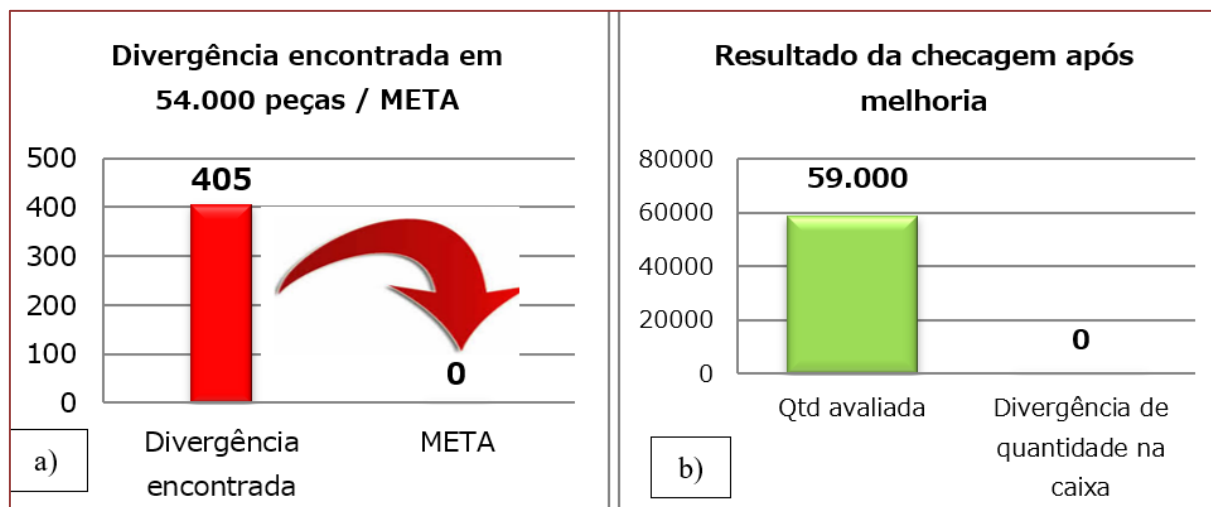 Divergência encontrada em
54.000 peças / META
500
400
300
200
100
0
405
0
Divergência
encontrada
META
a)
Resultado da checagem após
melhoria
80000
60000
40000
20000
0
59.000
0
Qtd avaliada
Divergência de
quantidade na
caixa
b)